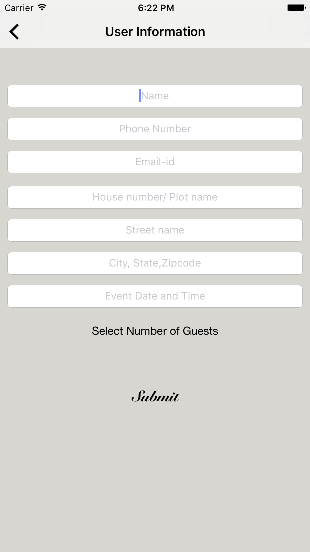 Carrier 6:22 PM
User Information
Name
Phone Number
Email-id
House number/ Plot name
Street name
City, State,Zipcode
Event Date and Time
Select Number of Guests
Submit